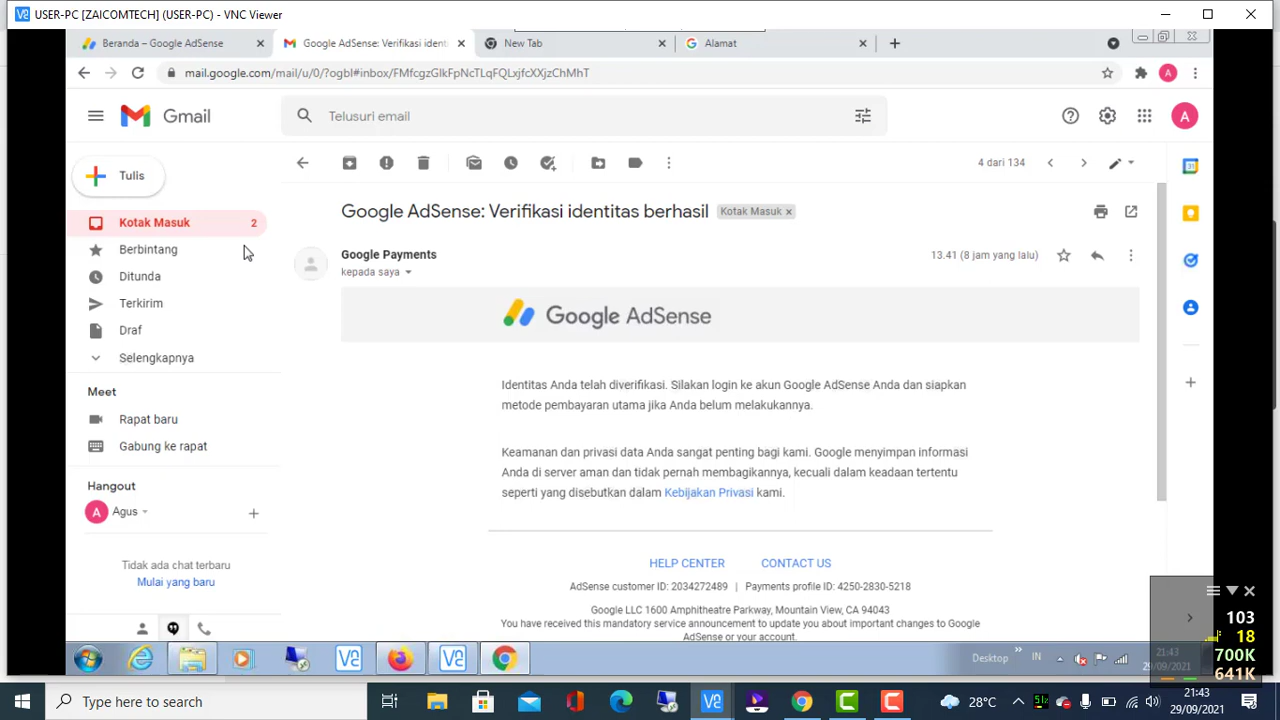 USER-PC [ZAICOMTECH] (USER-PC) - VNC Viewer
Beranda – Google AdSense
Google AdSense: Verifikasi identi
New Tab
Alamat
mail.google.com/mail/u/0/?ogbl#inbox/FMfcgzGlkFpNcTLqFQLxjfcXXjzChMhT
A
Gmail
Telusuri email
A
Tulis
4 dari 134
Kotak Masuk 2
Google AdSense: Verifikasi identitas berhasil
Kotak Masuk x
Berbintang
Google Payments
13.41 (8 jam yang lalu)
kepada saya
Ditunda
Terkirim
Google AdSense
Draf
Selengkapnya
Identitas Anda telah diverifikasi. Silakan login ke akun Google AdSense Anda dan siapkan
metode pembayaran utama jika Anda belum melakukannya.
Meet
Rapat baru
Gabung ke rapat
Keamanan dan privasi data Anda sangat penting bagi kami. Google menyimpan informasi
Anda di server aman dan tidak pernah membagikannya, kecuali dalam keadaan tertentu
seperti yang disebutkan dalam Kebijakan Privasi kami.
Hangout
A Agus
Tidak ada chat terbaru
Mulai yang baru
HELP CENTER CONTACT US
AdSense customer ID: 2034272489 | Payments profile ID: 4250-2830-5218
Google LLC 1600 Amphitheatre Parkway, Mountain View, CA 94043
You have received this mandatory service announcement to update you about important changes to Google
AdSense or your account.
103
18
700K
641K
Desktop
IN
21:43
29/09/2021
Type here to search
28°C
21:43
29/09/2021